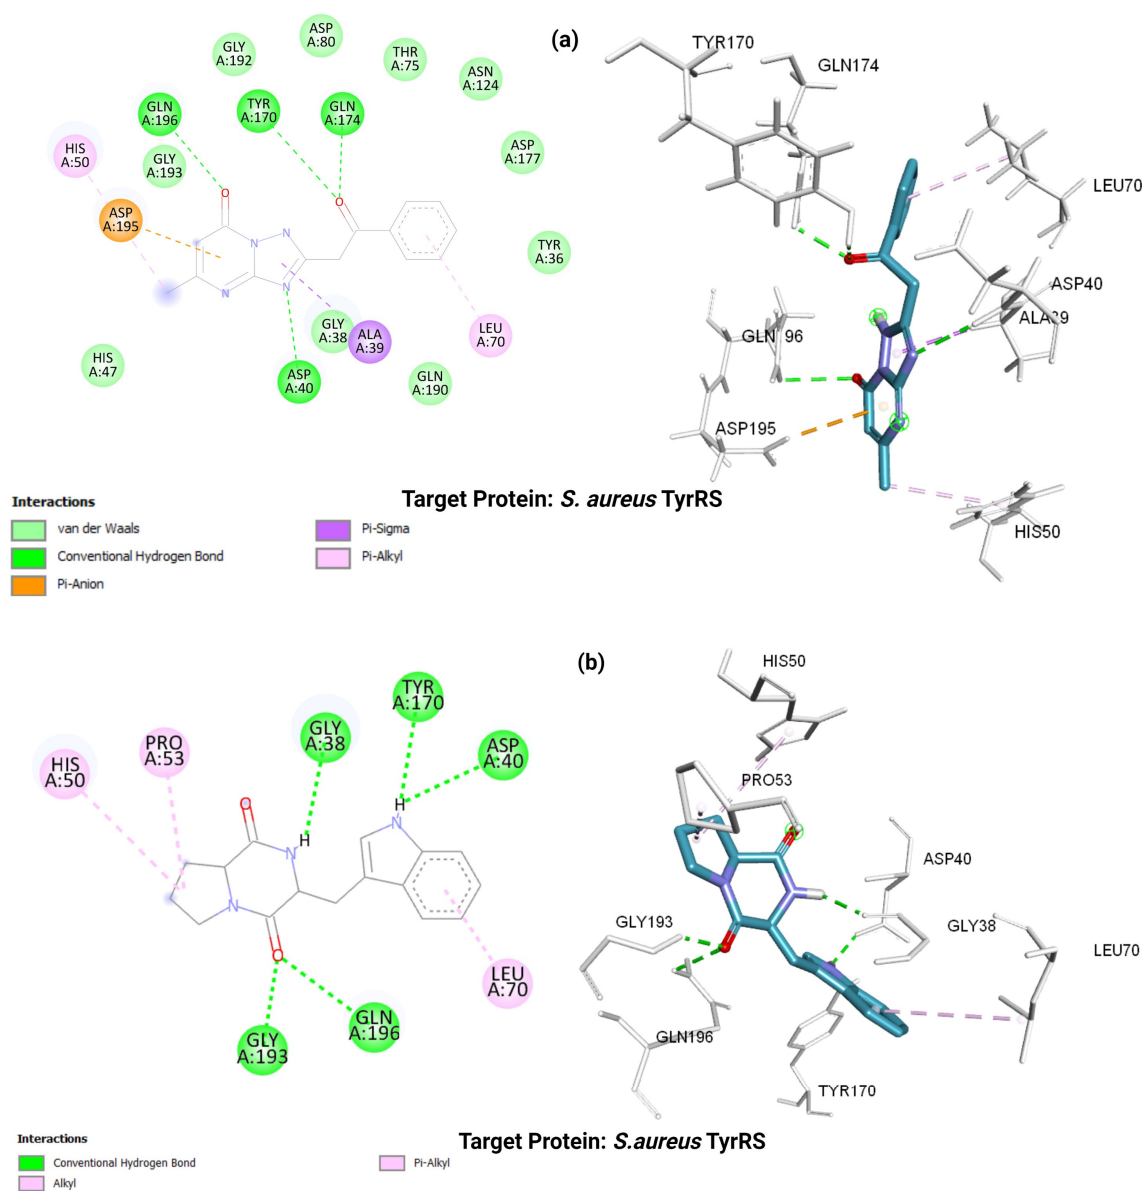 (a)
ASP
A:80
GLY
A:192
THR
A:75
ASN
A:124
GLN
A:196
TYR
A:170
GLN
A:174
HIS
A:50
GLY
A:193
ASP
A:177
ASP
A:195
O
O
N
N
N
N
TYR
A:36
GLY
A:38
ALA
A:39
LEU
A:70
HIS
A:47
ASP
A:40
GLN
A:190
TYR170
GLN174
LEU70
ASP40
ALA39
ASP195
HIS50
Target Protein: S. aureus TyrRS
Interactions
van der Waals
Conventional Hydrogen Bond
Pi-Anion
Pi-Sigma
Pi-Alkyl
(b)
TYR
A:170
GLY
A:38
ASP
A:40
PRO
A:53
HIS
A:50
O
H
N
H
N
N
O
LEU
A:70
GLN
A:196
GLY
A:193
HIS50
PRO53
ASP40
GLY193
GLY38
LEU70
GLN196
TYR170
Target Protein: S.aureus TyrRS
Interactions
Conventional Hydrogen Bond
Alkyl
Pi-Alkyl